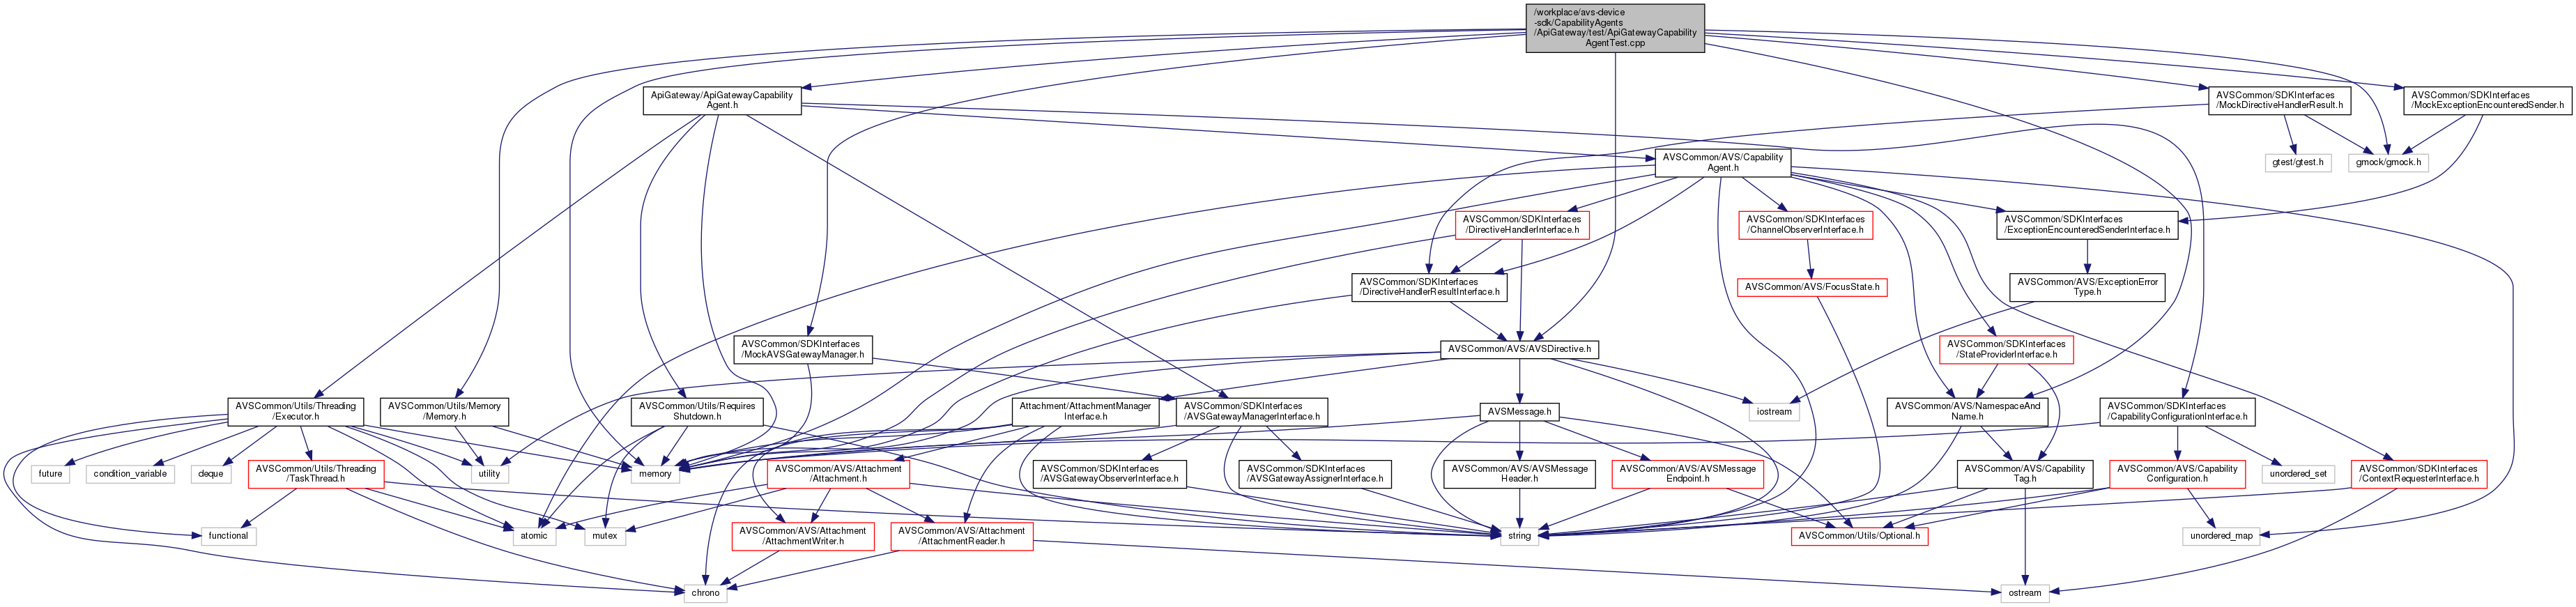 /workplace/avs-device
-sdk/CapabilityAgents
/ApiGateway/test/ApiGatewayCapability
AgentTest.cpp
ApiGateway/ApiGatewayCapability
Agent.h
AVSCommon/SDKInterfaces
/MockDirectiveHandlerResult.h
AVSCommon/SDKInterfaces
/MockExceptionEncounteredSender.h
AVSCommon/AVS/Capability
Agent.h
gtest/gtest.h
gmock/gmock.h
AVSCommon/SDKInterfaces
/DirectiveHandlerInterface.h
AVSCommon/SDKInterfaces
/ChannelObserverInterface.h
AVSCommon/SDKInterfaces
/ExceptionEncounteredSenderInterface.h
AVSCommon/SDKInterfaces
/DirectiveHandlerResultInterface.h
AVSCommon/AVS/FocusState.h
AVSCommon/AVS/ExceptionError
Type.h
AVSCommon/SDKInterfaces
/MockAVSGatewayManager.h
AVSCommon/AVS/AVSDirective.h
AVSCommon/SDKInterfaces
/StateProviderInterface.h
AVSCommon/Utils/Threading
/Executor.h
AVSCommon/Utils/Memory
/Memory.h
AVSCommon/Utils/Requires
Shutdown.h
Attachment/AttachmentManager
Interface.h
AVSCommon/SDKInterfaces
/AVSGatewayManagerInterface.h
AVSMessage.h
iostream
AVSCommon/AVS/NamespaceAnd
Name.h
AVSCommon/SDKInterfaces
/CapabilityConfigurationInterface.h
future
condition_variable
deque
AVSCommon/Utils/Threading
/TaskThread.h
utility
memory
AVSCommon/AVS/Attachment
/Attachment.h
AVSCommon/SDKInterfaces
/AVSGatewayObserverInterface.h
AVSCommon/SDKInterfaces
/AVSGatewayAssignerInterface.h
AVSCommon/AVS/AVSMessage
Header.h
AVSCommon/AVS/AVSMessage
Endpoint.h
AVSCommon/AVS/Capability
Tag.h
AVSCommon/AVS/Capability
Configuration.h
unordered_set
AVSCommon/SDKInterfaces
/ContextRequesterInterface.h
functional
atomic
mutex
AVSCommon/AVS/Attachment
/AttachmentWriter.h
AVSCommon/AVS/Attachment
/AttachmentReader.h
string
AVSCommon/Utils/Optional.h
unordered_map
chrono
ostream